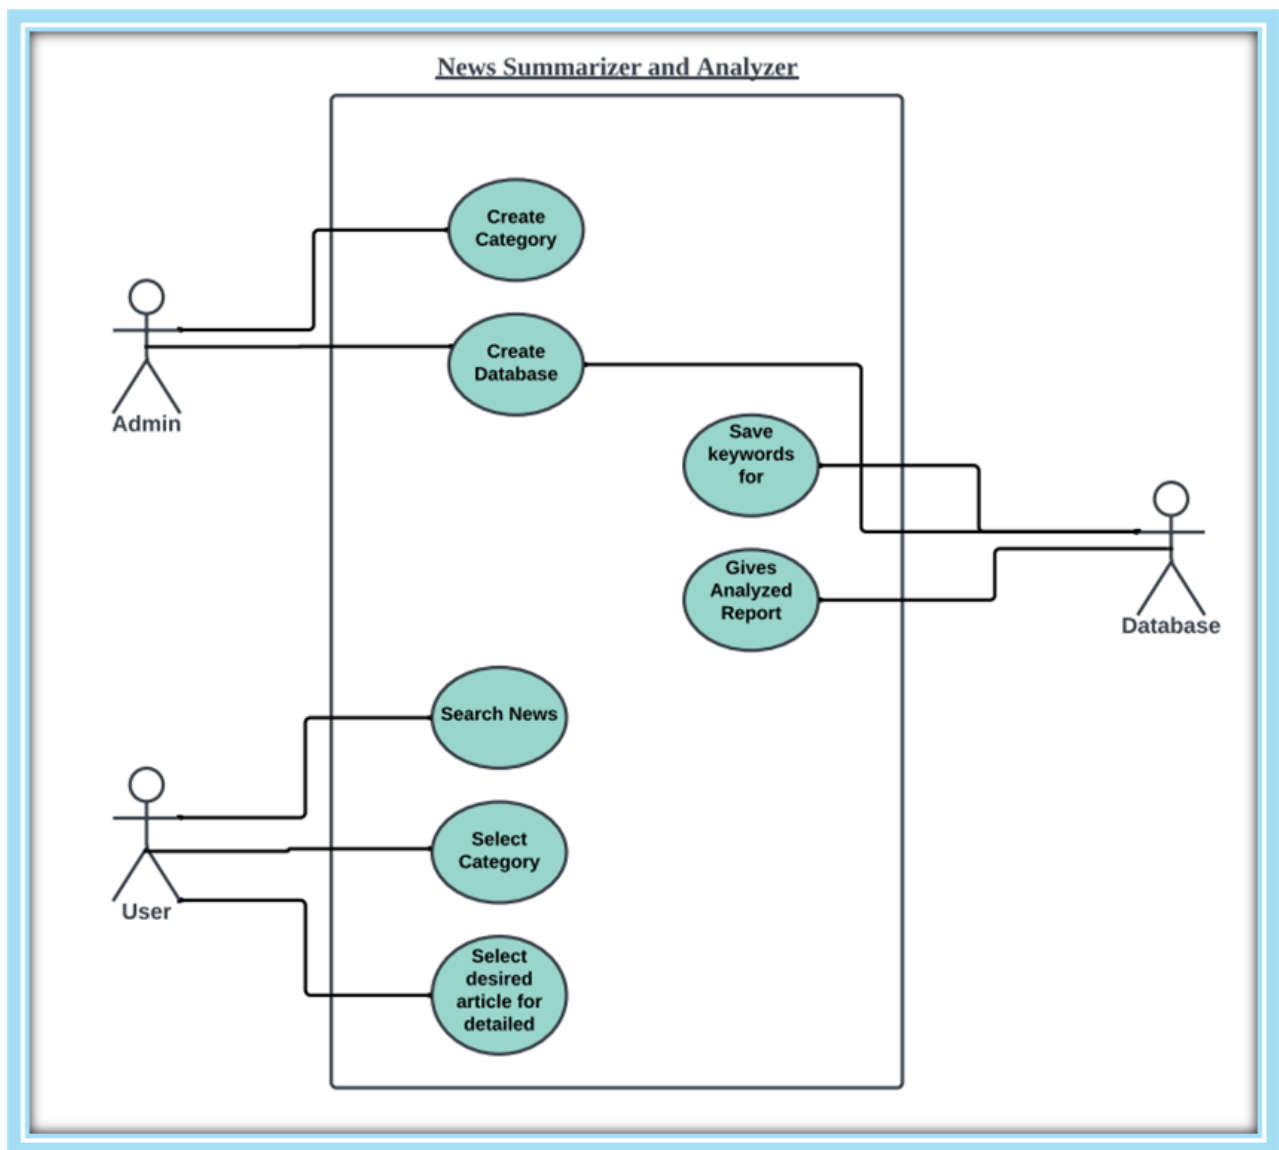 News Summarizer and Analyzer
Create
Category
Admin
Create
Database
Save
keywords
for
Gives
Analyzed
Report
Database
Search News
User
Select
Category
Select
desired
article for
detailed